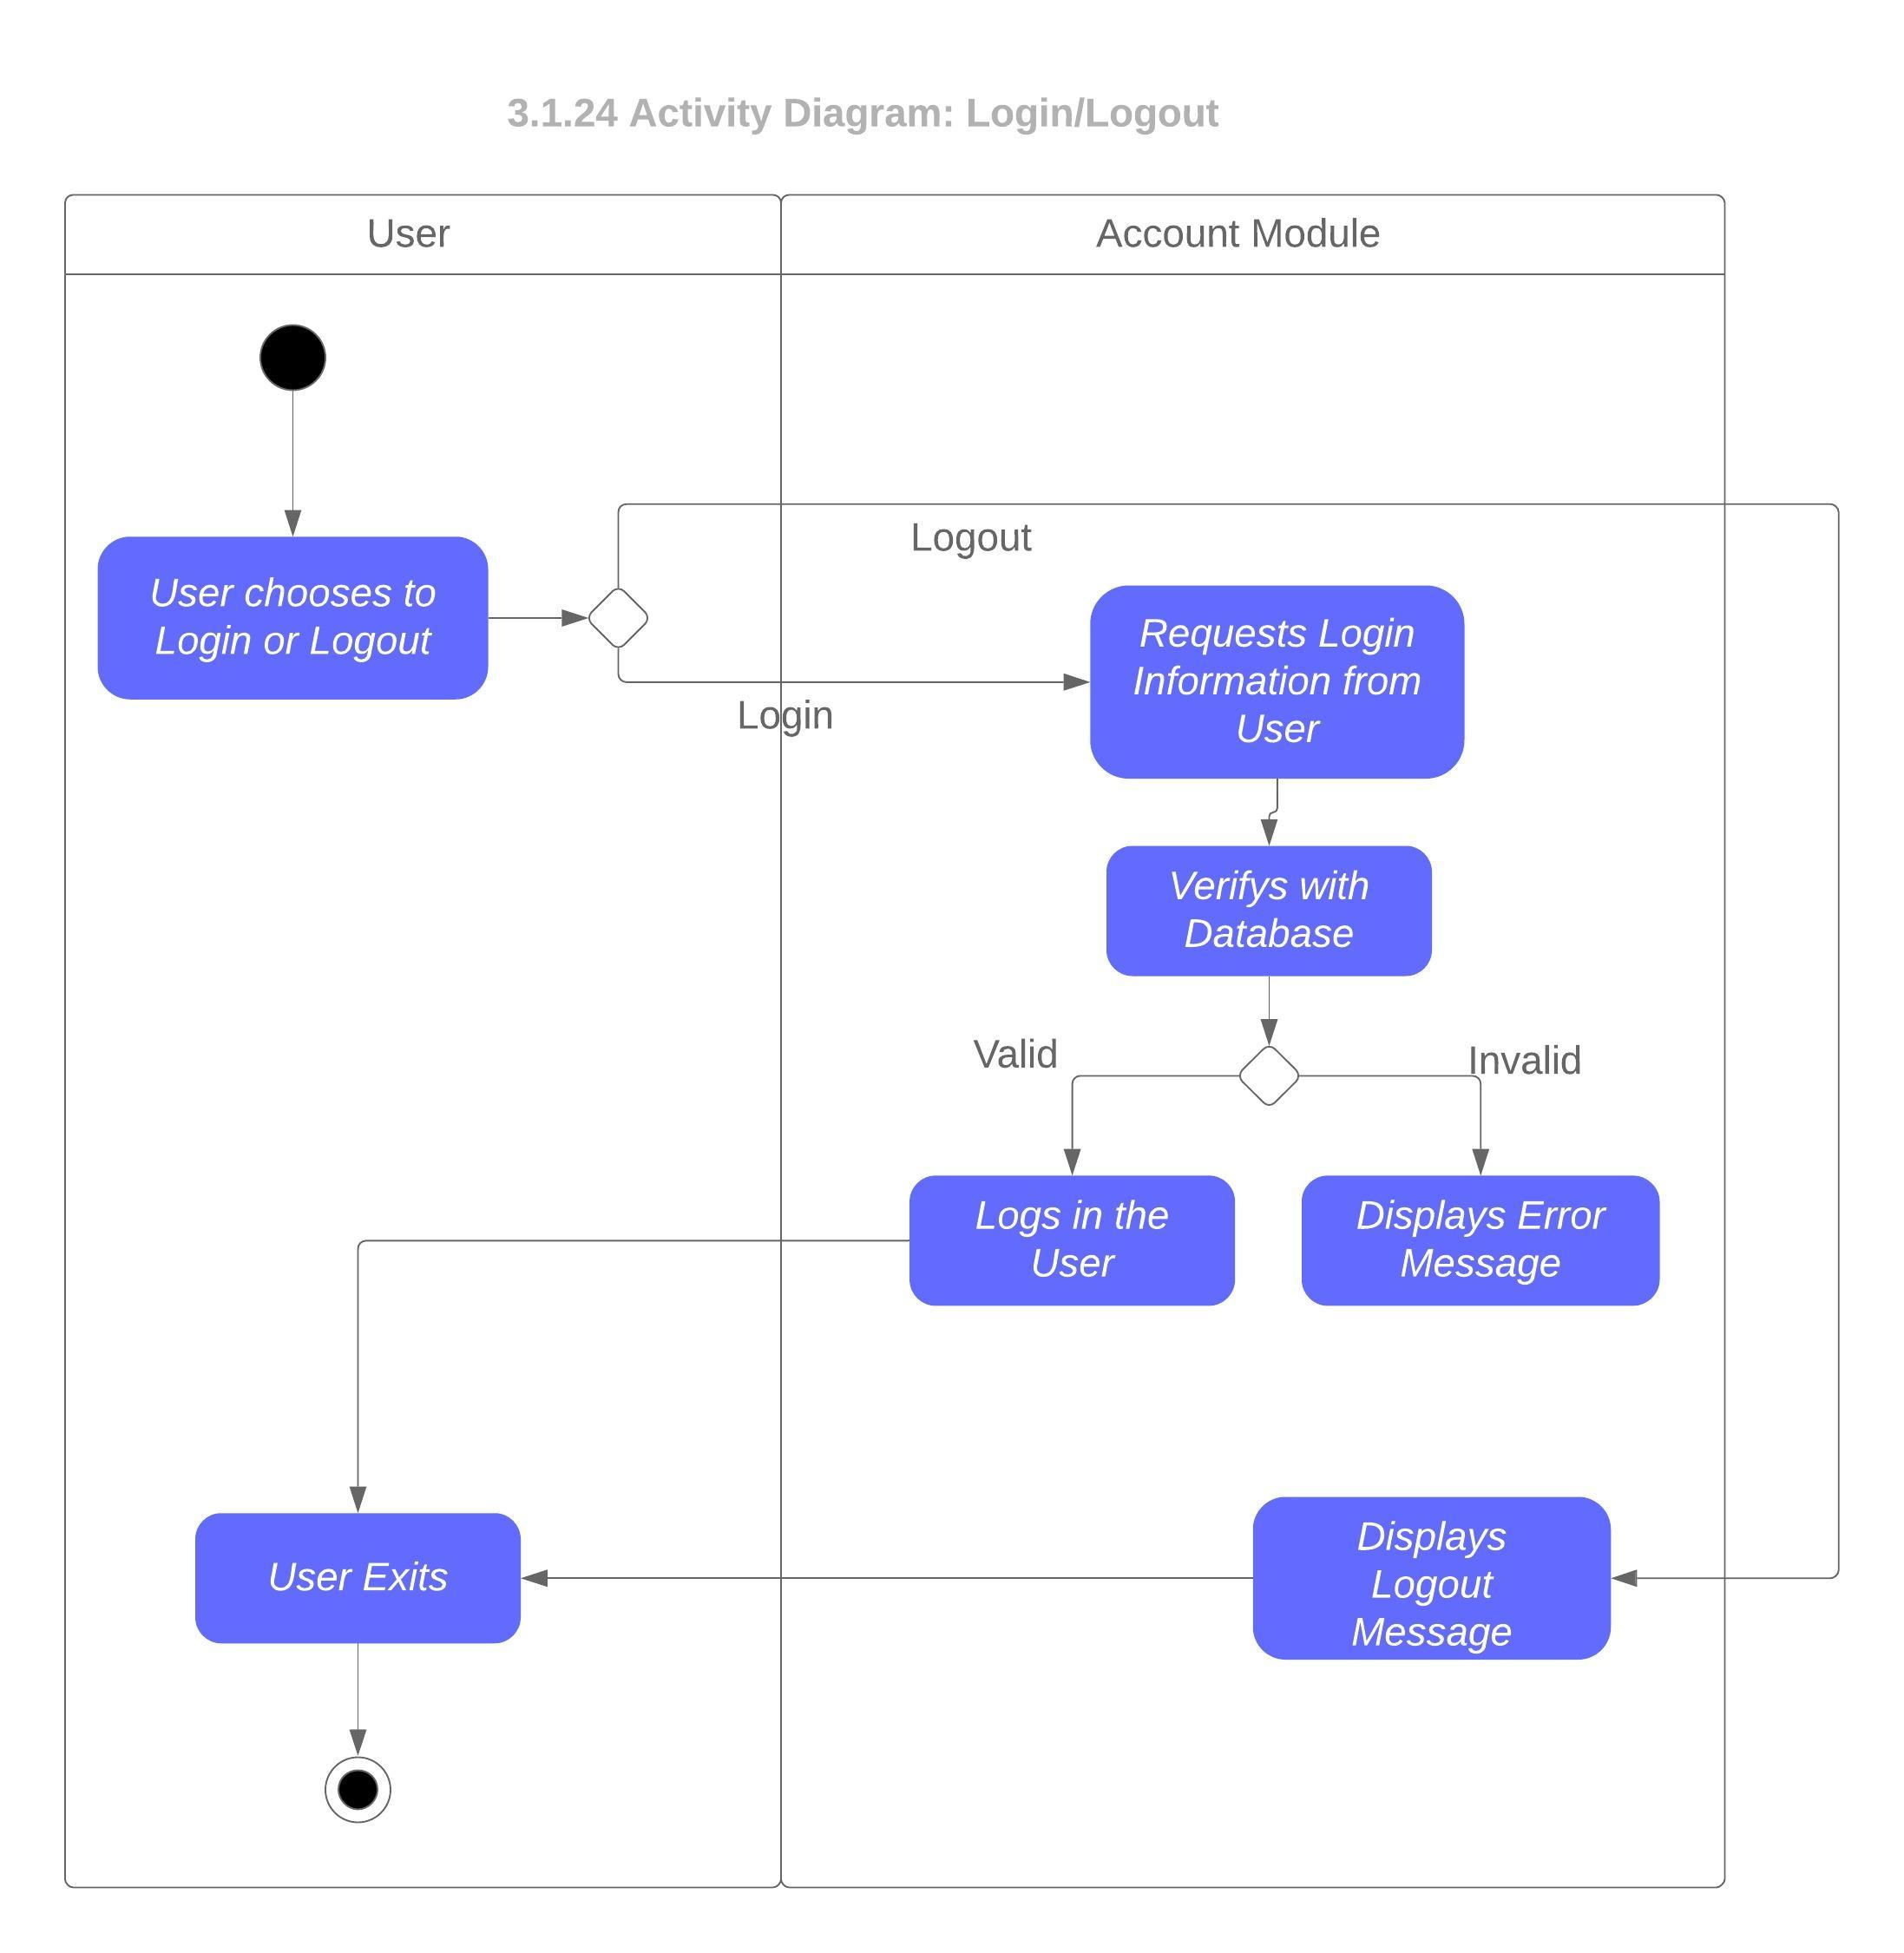 3.1.24 Activity Diagram: Login/Logout
User
Account Module
Logout
User chooses to
Login or Logout
Requests Login
Information from
User
Login
Verifys with
Database
Valid
Invalid
Logs in the
User
Displays Error
Message
User Exits
Displays
Logout
Message